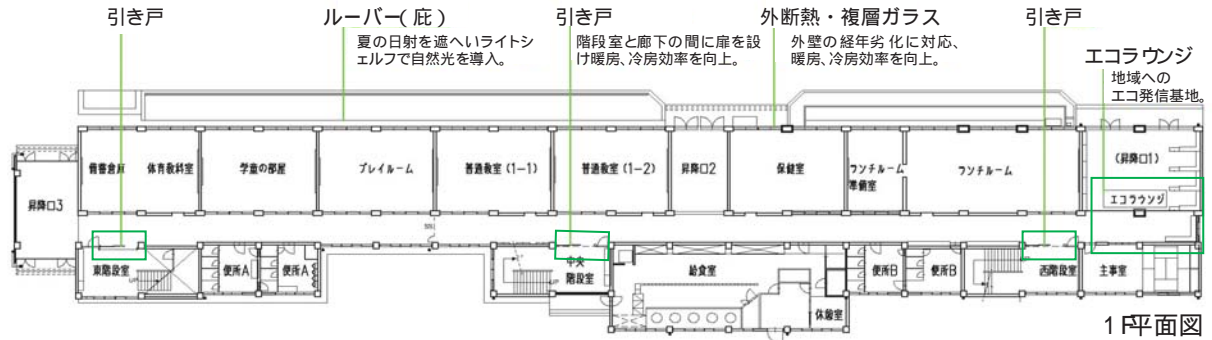 引き戸
ルーバー(庇)
夏の日射を遮へいライトシ
ェルフで自然光を導入。
引き戸
階段室と廊下の間に扉を設
け暖房、冷房効率を向上。
外断熱・複層ガラス
外壁の経年劣化に対応、
暖房、冷房効率を向上。
引き戸
エコラウンジ
地域への
エコ発信基地。
昇降口3
備蓄倉庫
体育教科室
学童の部屋
プレイルーム
普通教室(1-1)
普通教室(1-2)
昇降口2
保健室
ランチルーム
準備室
ランチルーム
(昇降口1)
エコラウンジ
東階段室
便所A
便所A
中央
階段室
給食室
休憩室
便所B
便所B
西階段室
主事室
1F平面図